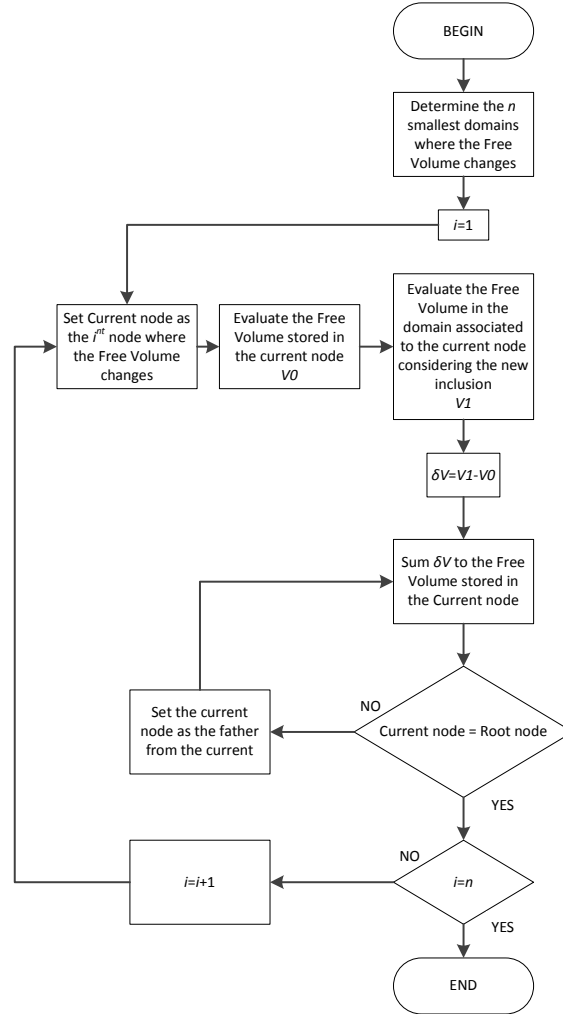 BEGIN
Determine the n
smallest domains
where the Free
Volume changes
i=1
Set Current node as
the i^nt node where
the Free Volume
changes
Evaluate the Free
Volume stored in
the current node
V0
Evaluate the Free
Volume in the
domain associated
to the current node
considering the new
inclusion
V1
δV=V1-V0
Sum δV to the Free
Volume stored in
the Current node
NO
Set the current
node as the father
from the current
Current node = Root node
YES
NO
i=i+1
i=n
YES
END